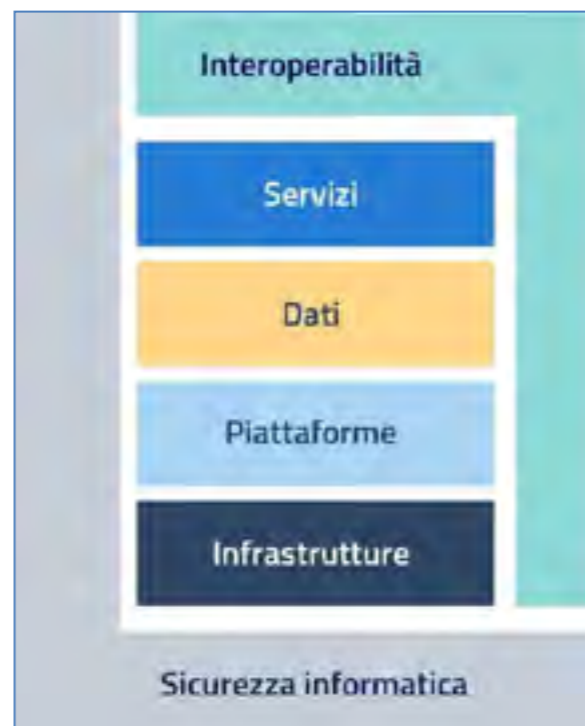 Interoperabilità
Servizi
Dati
Piattaforme
Infrastrutture
Sicurezza informatica